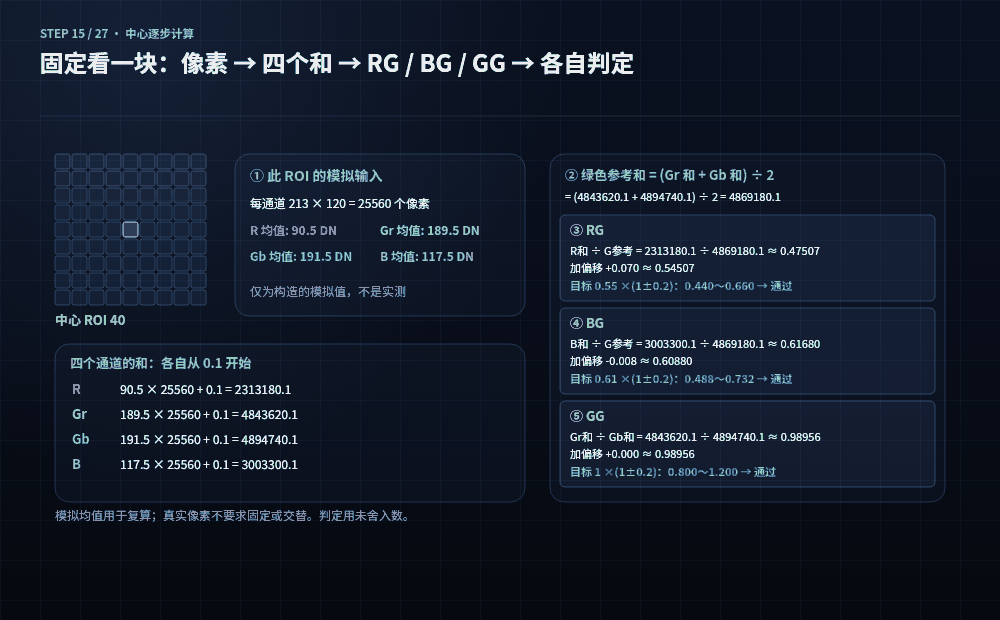 STEP 15 / 27 · 中心逐步计算
固定看一块：像素 → 四个和 → RG / BG / GG → 各自判定
中心 ROI 40
① 此 ROI 的模拟输入
每通道 213 × 120 = 25560 个像素
R 均值: 90.5 DN
Gr 均值: 189.5 DN
Gb 均值: 191.5 DN
B 均值: 117.5 DN
仅为构造的模拟值，不是实测
四个通道的和：各自从 0.1 开始
R 90.5 × 25560 + 0.1 = 2313180.1
Gr 189.5 × 25560 + 0.1 = 4843620.1
Gb 191.5 × 25560 + 0.1 = 4894740.1
B 117.5 × 25560 + 0.1 = 3003300.1
模拟均值用于复算；真实像素不要求固定或交替。判定用未舍入数。
② 绿色参考和 = (Gr 和 + Gb 和) ÷ 2
= (4843620.1 + 4894740.1) ÷ 2 = 4869180.1
③ RG
R和 ÷ G参考 = 2313180.1 ÷ 4869180.1 ≈ 0.47507
加偏移 +0.070 ≈ 0.54507
目标 0.55 ×(1±0.2)：0.440～0.660 → 通过
④ BG
B和 ÷ G参考 = 3003300.1 ÷ 4869180.1 ≈ 0.61680
加偏移 -0.008 ≈ 0.60880
目标 0.61 ×(1±0.2)：0.488～0.732 → 通过
⑤ GG
Gr和 ÷ Gb和 = 4843620.1 ÷ 4894740.1 ≈ 0.98956
加偏移 +0.000 ≈ 0.98956
目标 1 ×(1±0.2)：0.800～1.200 → 通过